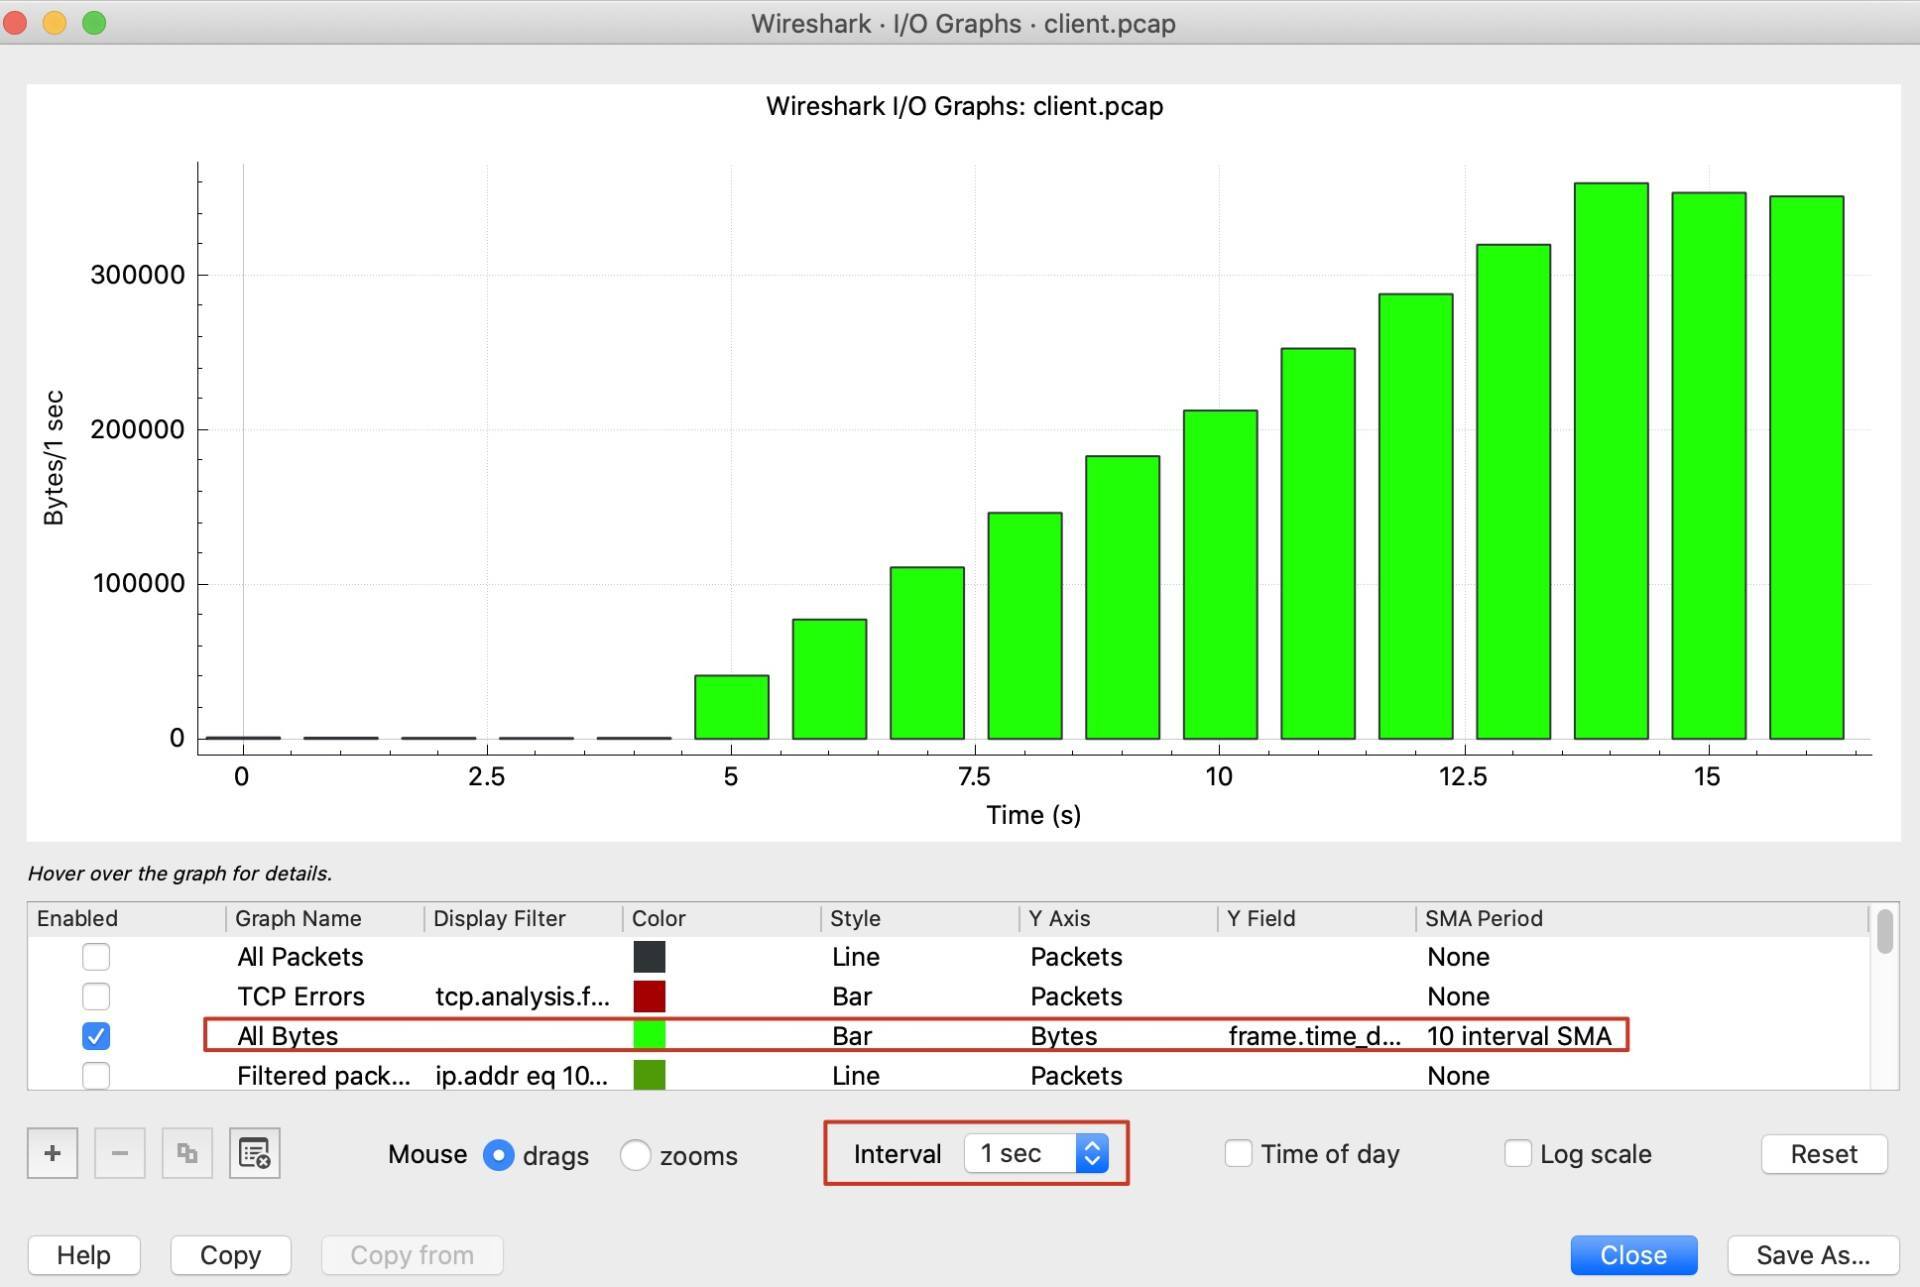 Wireshark · I/O Graphs · client.pcap
Wireshark I/O Graphs: client.pcap
300000
200000
100000
0
Bytes/1 sec
0 2.5 5 7.5 10 12.5 15
Time (s)
Hover over the graph for details.
Enabled Graph Name Display Filter Color Style Y Axis Y Field SMA Period
All Packets Line Packets None
TCP Errors tcp.analysis.f... Bar Packets None
All Bytes Bar Bytes frame.time_d... 10 interval SMA
Filtered pack... ip.addr eq 10... Line Packets None
+ − Mouse drags zooms Interval 1 sec Time of day Log scale Reset
Help Copy Copy from Close Save As...